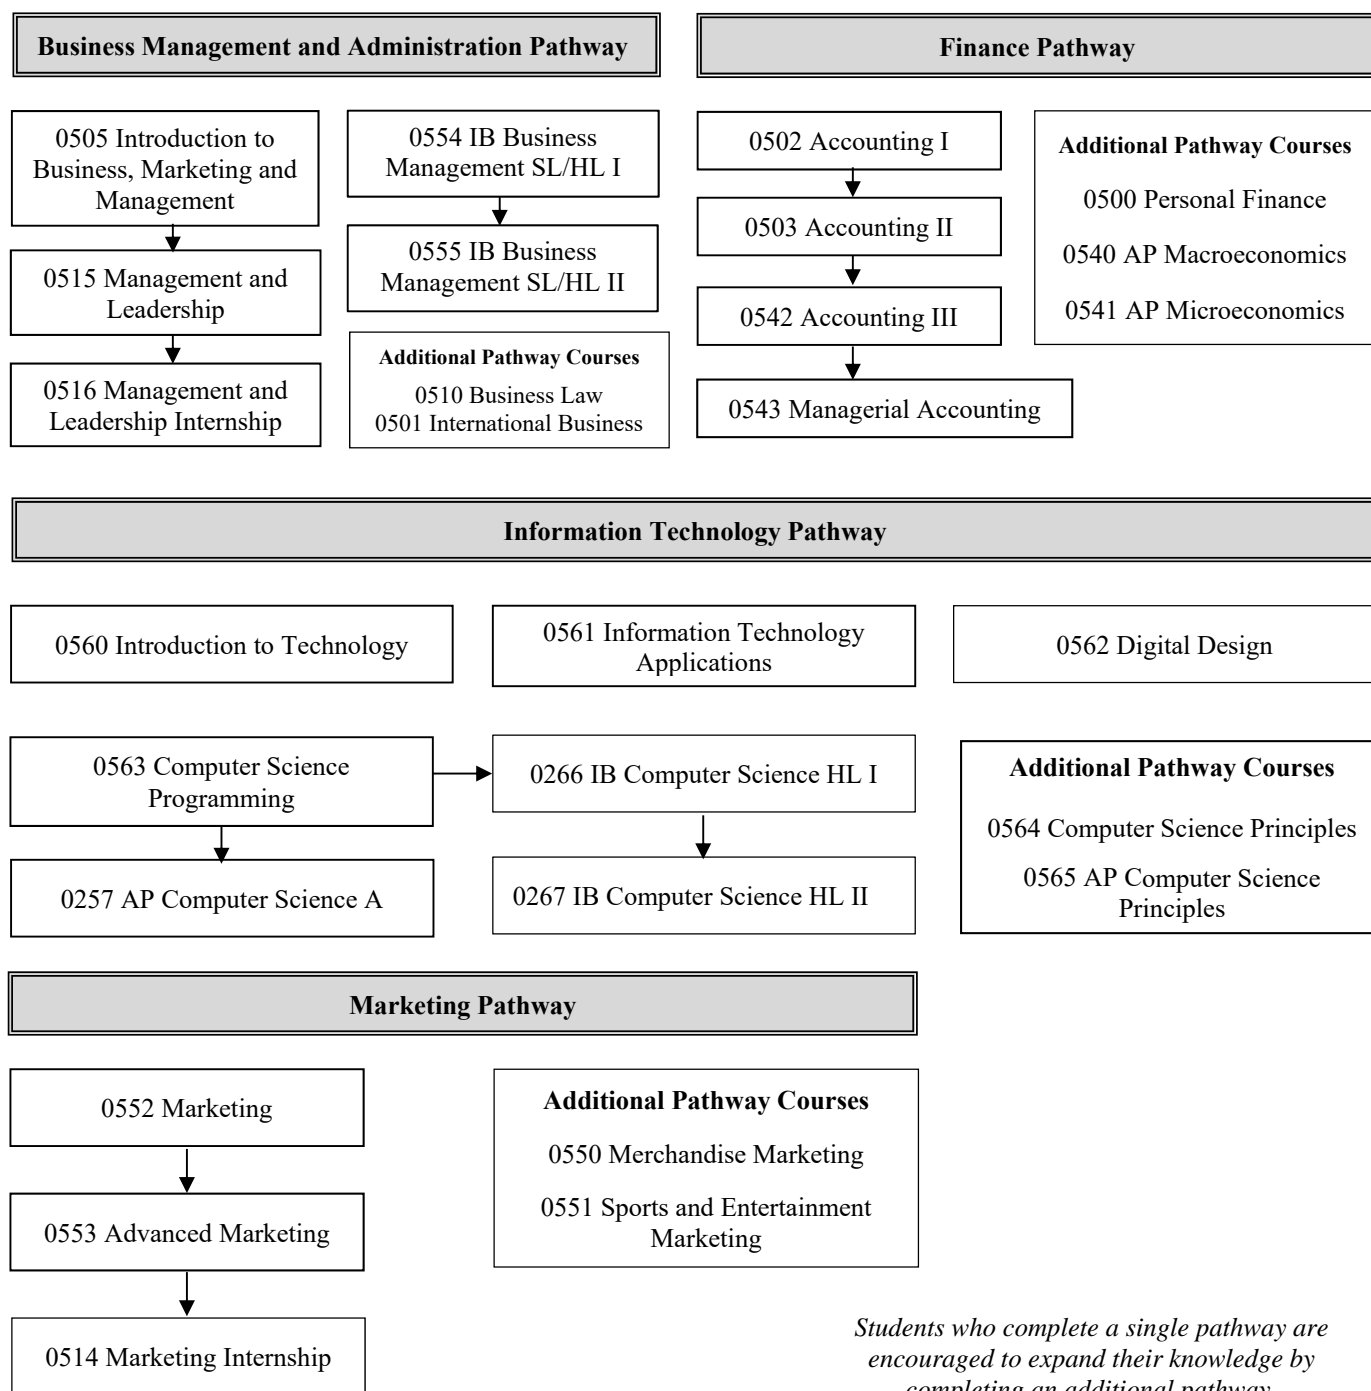 Business Management and Administration Pathway
0505 Introduction to
Business, Marketing and
Management
0515 Management and
Leadership
0516 Management and
Leadership Internship
0554 IB Business
Management SL/HL I
0555 IB Business
Management SL/HL II
Additional Pathway Courses
0510 Business Law
0501 International Business
Finance Pathway
0502 Accounting I
0503 Accounting II
0542 Accounting III
0543 Managerial Accounting
Additional Pathway Courses
0500 Personal Finance
0540 AP Macroeconomics
0541 AP Microeconomics
Information Technology Pathway
0560 Introduction to Technology
0561 Information Technology
Applications
0562 Digital Design
0563 Computer Science
Programming
0266 IB Computer Science HL I
0257 AP Computer Science A
0267 IB Computer Science HL II
Additional Pathway Courses
0564 Computer Science Principles
0565 AP Computer Science
Principles
Marketing Pathway
0552 Marketing
0553 Advanced Marketing
0514 Marketing Internship
Additional Pathway Courses
0550 Merchandise Marketing
0551 Sports and Entertainment
Marketing
Students who complete a single pathway are
encouraged to expand their knowledge by
completing an additional pathway